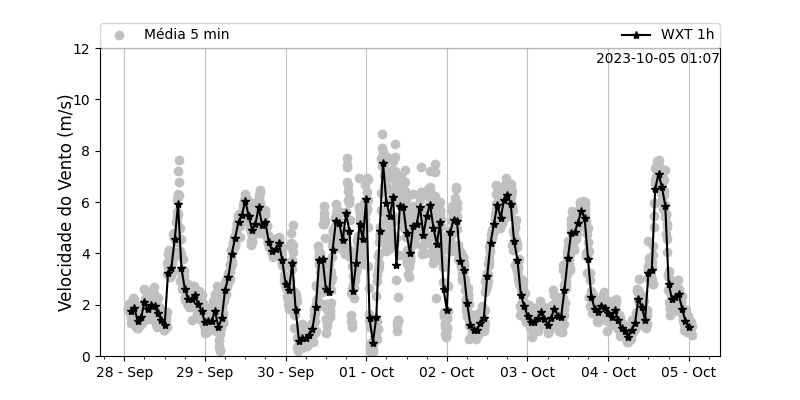 Média 5 min
WXT 1h
2023-10-05 01:07
Velocidade do Vento (m/s)
12
10
8
6
4
2
0
28 - Sep
29 - Sep
30 - Sep
01 - Oct
02 - Oct
03 - Oct
04 - Oct
05 - Oct